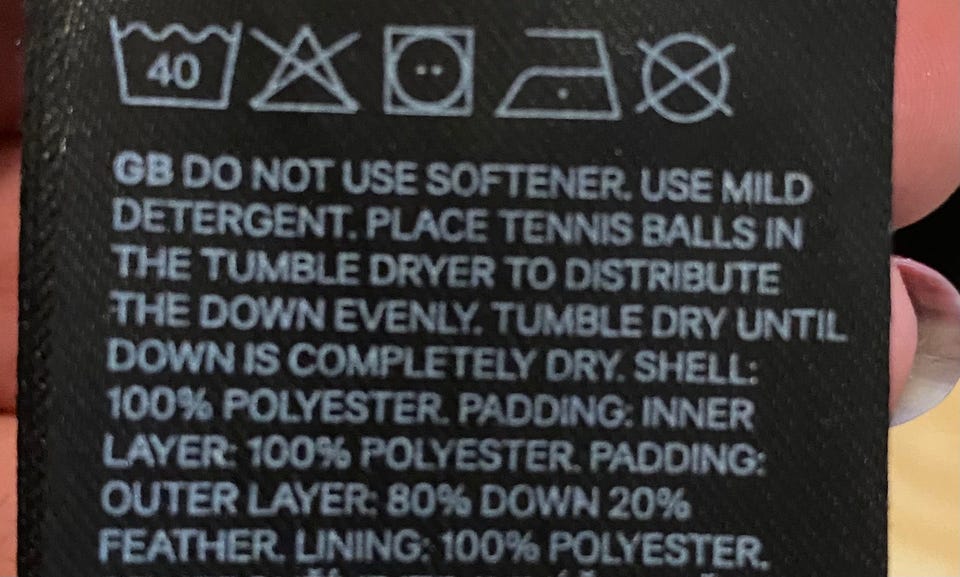 40
GB DO NOT USE SOFTENER. USE MILD
DETERGENT. PLACE TENNIS BALLS IN
THE TUMBLE DRYER TO DISTRIBUTE
THE DOWN EVENLY. TUMBLE DRY UNTIL
DOWN IS COMPLETELY DRY. SHELL:
100% POLYESTER. PADDING: INNER
LAYER: 100% POLYESTER. PADDING:
OUTER LAYER: 80% DOWN 20%
FEATHER. LINING: 100% POLYESTER.